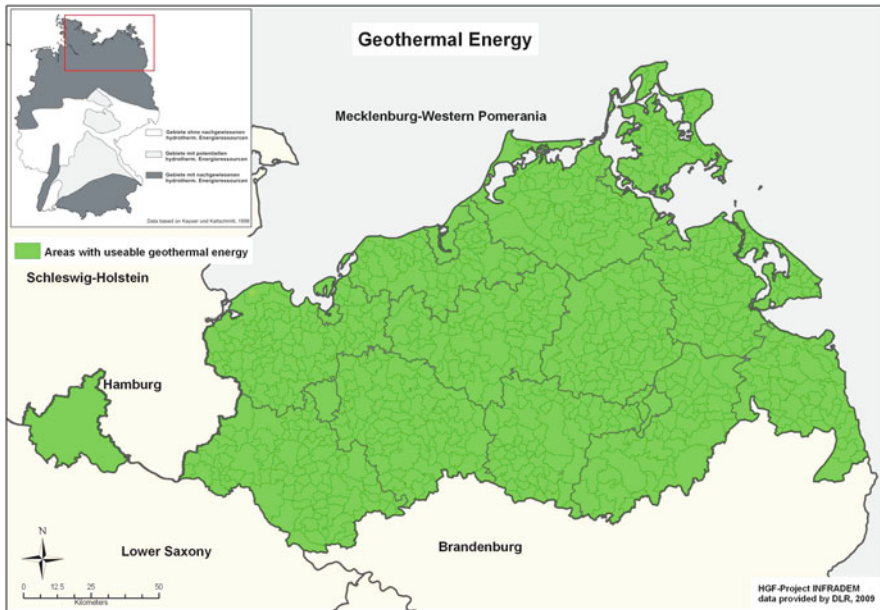 Geothermal Energy
Mecklenburg-Western Pomerania
Gebiete ohne nachgewiesenen
hydrotherm. Energieressourcen
Gebiete mit potentiellen
hydrotherm. Energieressourcen
Gebiete mit nachgewiesenen
hydrotherm. Energieressourcen
Data based on Kayser und Kaltschmitt, 1998
Areas with useable geothermal energy
Schleswig-Holstein
Hamburg
Lower Saxony
Brandenburg
N
0 12.5 25 50
Kilometers
HGF-Project INFRADEM
data provided by DLR, 2009